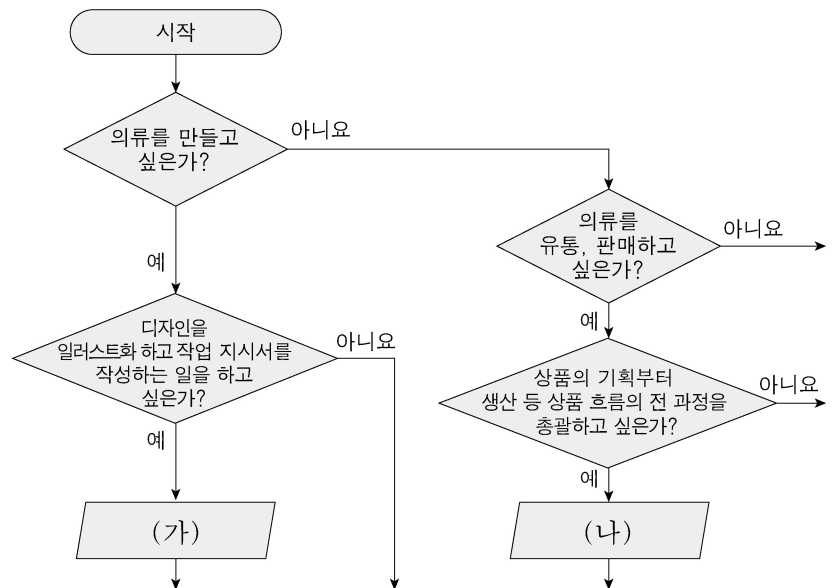 시작
의류를 만들고
싶은가?
아니요
예
의류를
유통, 판매하고
싶은가?
아니요
예
디자인을
일러스트화 하고 작업 지시서를
작성하는 일을 하고
싶은가?
아니요
예
상품의 기획부터
생산 등 상품 흐름의 전 과정을
총괄하고 싶은가?
아니요
예
(가)
(나)